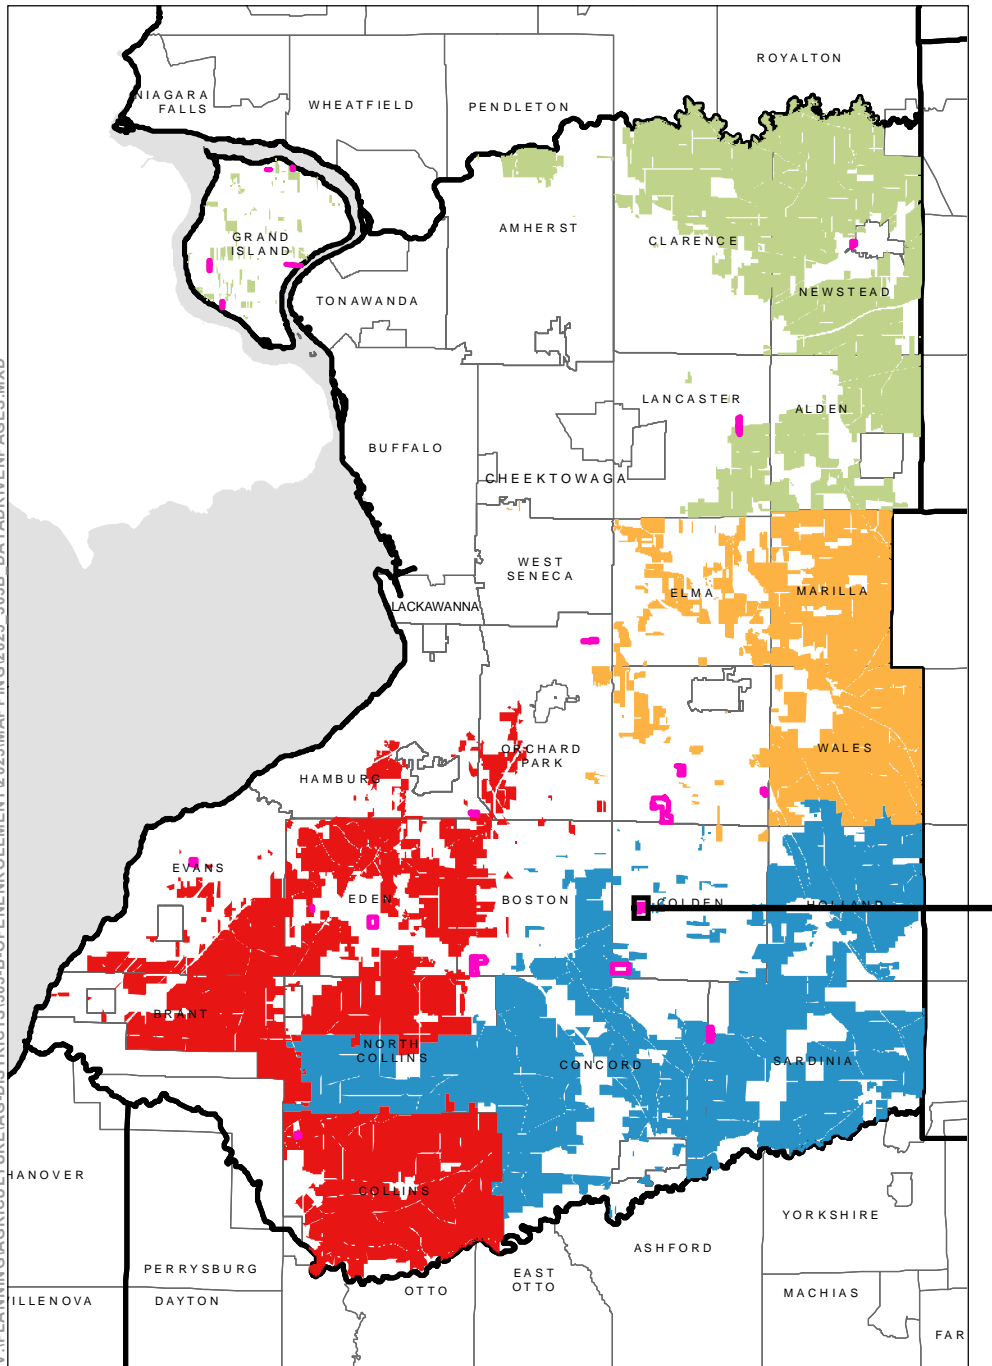 ROYALTON
NIAGARA
FALLS
WHEATFIELD
PENDLETON
GRAND
ISLAND
AMHERST
CLARENCE
NEWSTEAD
TONAWANDA
LANCASTER
ALDEN
BUFFALO
CHEEKTOWAGA
WEST
SENECA
ELMA
MARILLA
LACKAWANNA
ORCHARD
PARK
WALES
HAMBURG
EVANS
EDEN
BOSTON
COLDEN
HOLLAND
BRANT
NORTH
COLLINS
CONCORD
SARDINIA
HANOVER
COLLINS
YORKSHIRE
ASHFORD
PERRYSBURG
EAST
OTTO
OTTO
MACHIAS
ILLENOVA
DAYTON
FAR